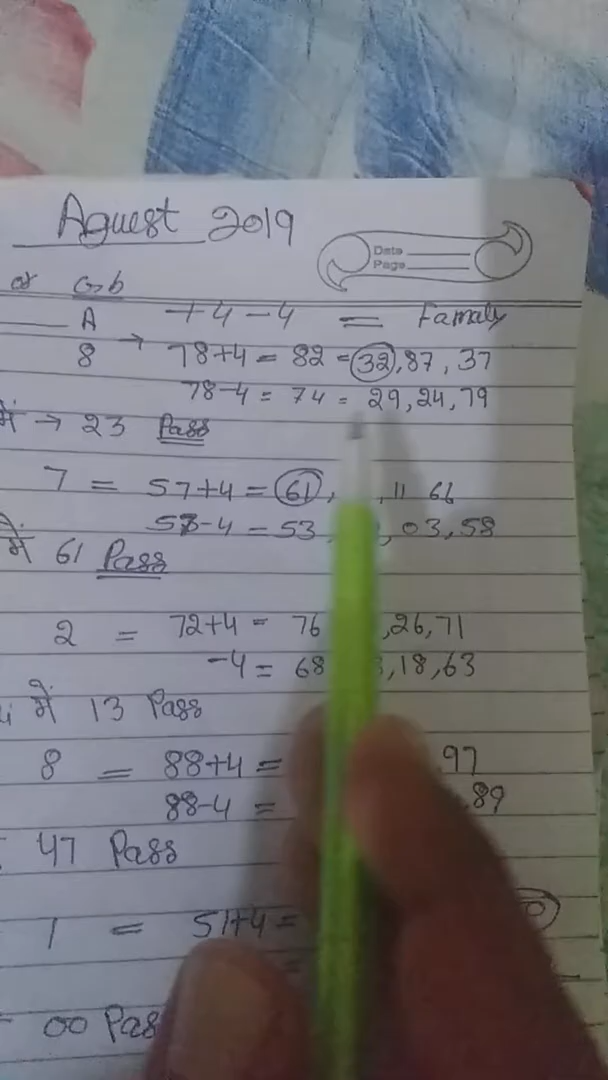 Aguest 2019
Date
Page
or Gb
A +4 -4 = Famaly
8 → 78+4 = 82 = 32, 87, 37
78-4 = 74 = 29, 24, 79
में → 23 Pass
7 = 57+4 = 61, 11 66
57-4 = 53, 03, 58
में 61 Pass
2 = 72+4 = 76 , 26, 71
-4 = 68 , 18, 63
में 13 Pass
8 = 88+4 = 97
88-4 = 89
47 Pass
1 = 51+4 =
=
00 Pass